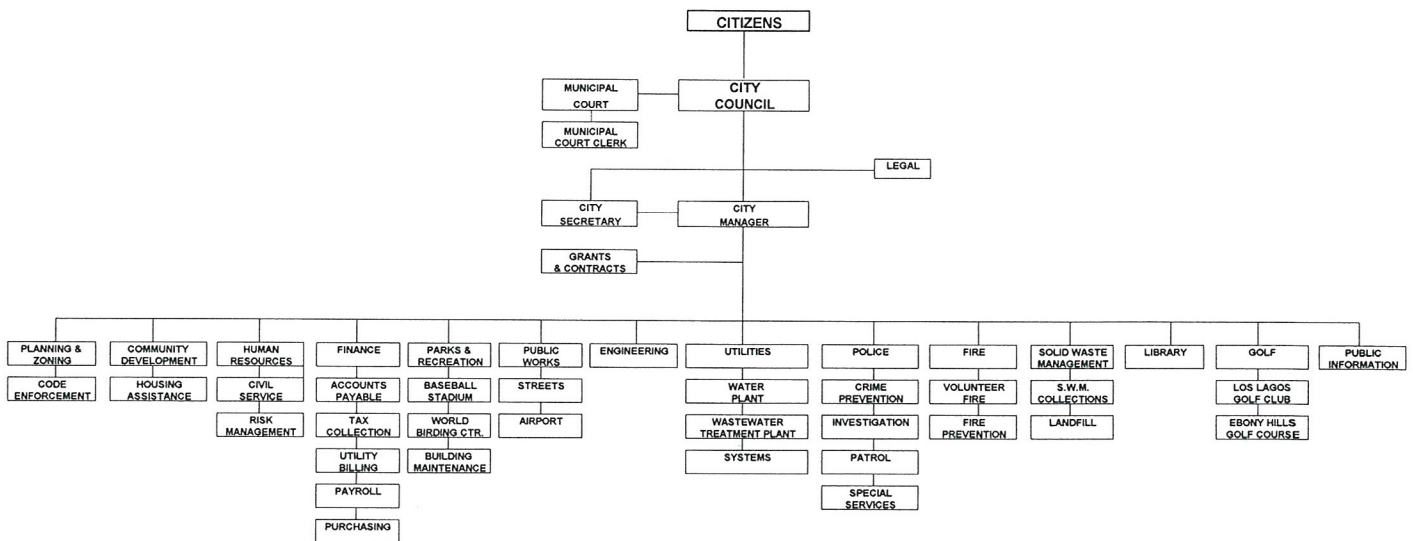 CITIZENS
MUNICIPAL
COURT
CITY
COUNCIL
MUNICIPAL
COURT CLERK
LEGAL
CITY
SECRETARY
CITY
MANAGER
GRANTS
& CONTRACTS
PLANNING &
ZONING
COMMUNITY
DEVELOPMENT
HUMAN
RESOURCES
FINANCE
PARKS &
RECREATION
PUBLIC
WORKS
ENGINEERING
UTILITIES
POLICE
FIRE
SOLID WASTE
MANAGEMENT
LIBRARY
GOLF
PUBLIC
INFORMATION
CODE
ENFORCEMENT
HOUSING
ASSISTANCE
CIVIL
SERVICE
ACCOUNTS
PAYABLE
BASEBALL
STADIUM
STREETS
WATER
PLANT
CRIME
PREVENTION
VOLUNTEER
FIRE
S.W.M.
COLLECTIONS
LOS LAGOS
GOLF CLUB
RISK
MANAGEMENT
TAX
COLLECTION
WORLD
BIRDING CTR.
AIRPORT
WASTEWATER
TREATMENT PLANT
INVESTIGATION
FIRE
PREVENTION
LANDFILL
EBONY HILLS
GOLF COURSE
UTILITY
BILLING
BUILDING
MAINTENANCE
SYSTEMS
PATROL
PAYROLL
SPECIAL
SERVICES
PURCHASING